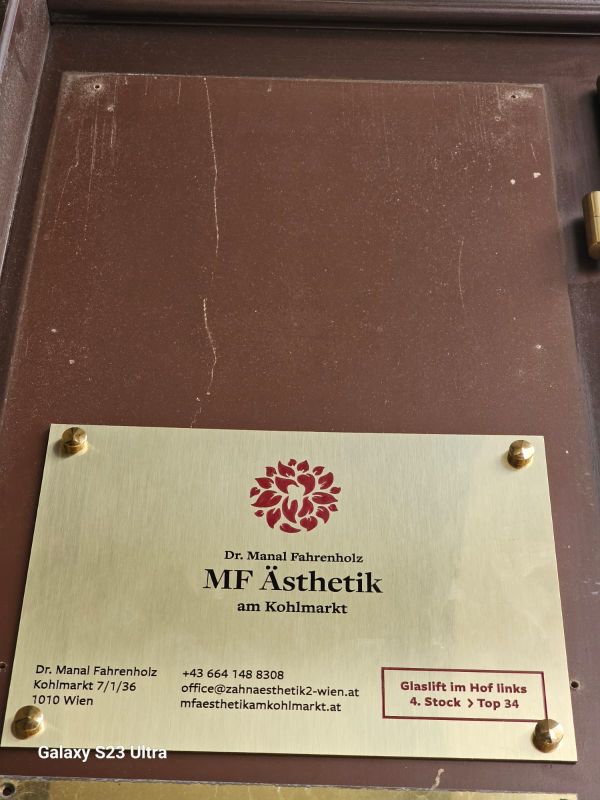 Dr. Manal Fahrenholz
MF Ästhetik
am Kohlmarkt
Dr. Manal Fahrenholz
Kohlmarkt 7/1/36
1010 Wien
+43 664 148 8308
office@zahnaesthetik2-wien.at
mfaesthetikamkohlmarkt.at
Glaslift im Hof links
4. Stock > Top 34
Galaxy S23 Ultra